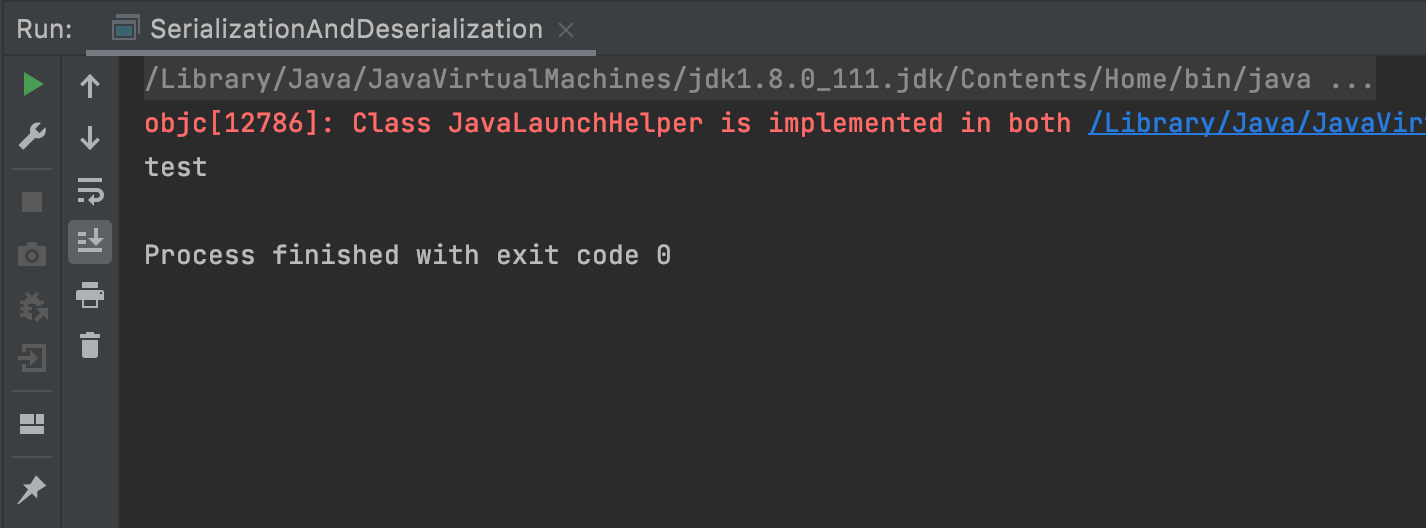 Run: SerializationAndDeserialization
/Library/Java/JavaVirtualMachines/jdk1.8.0_111.jdk/Contents/Home/bin/java ...
objc[12786]: Class JavaLaunchHelper is implemented in both /Library/Java/JavaVir
test
Process finished with exit code 0